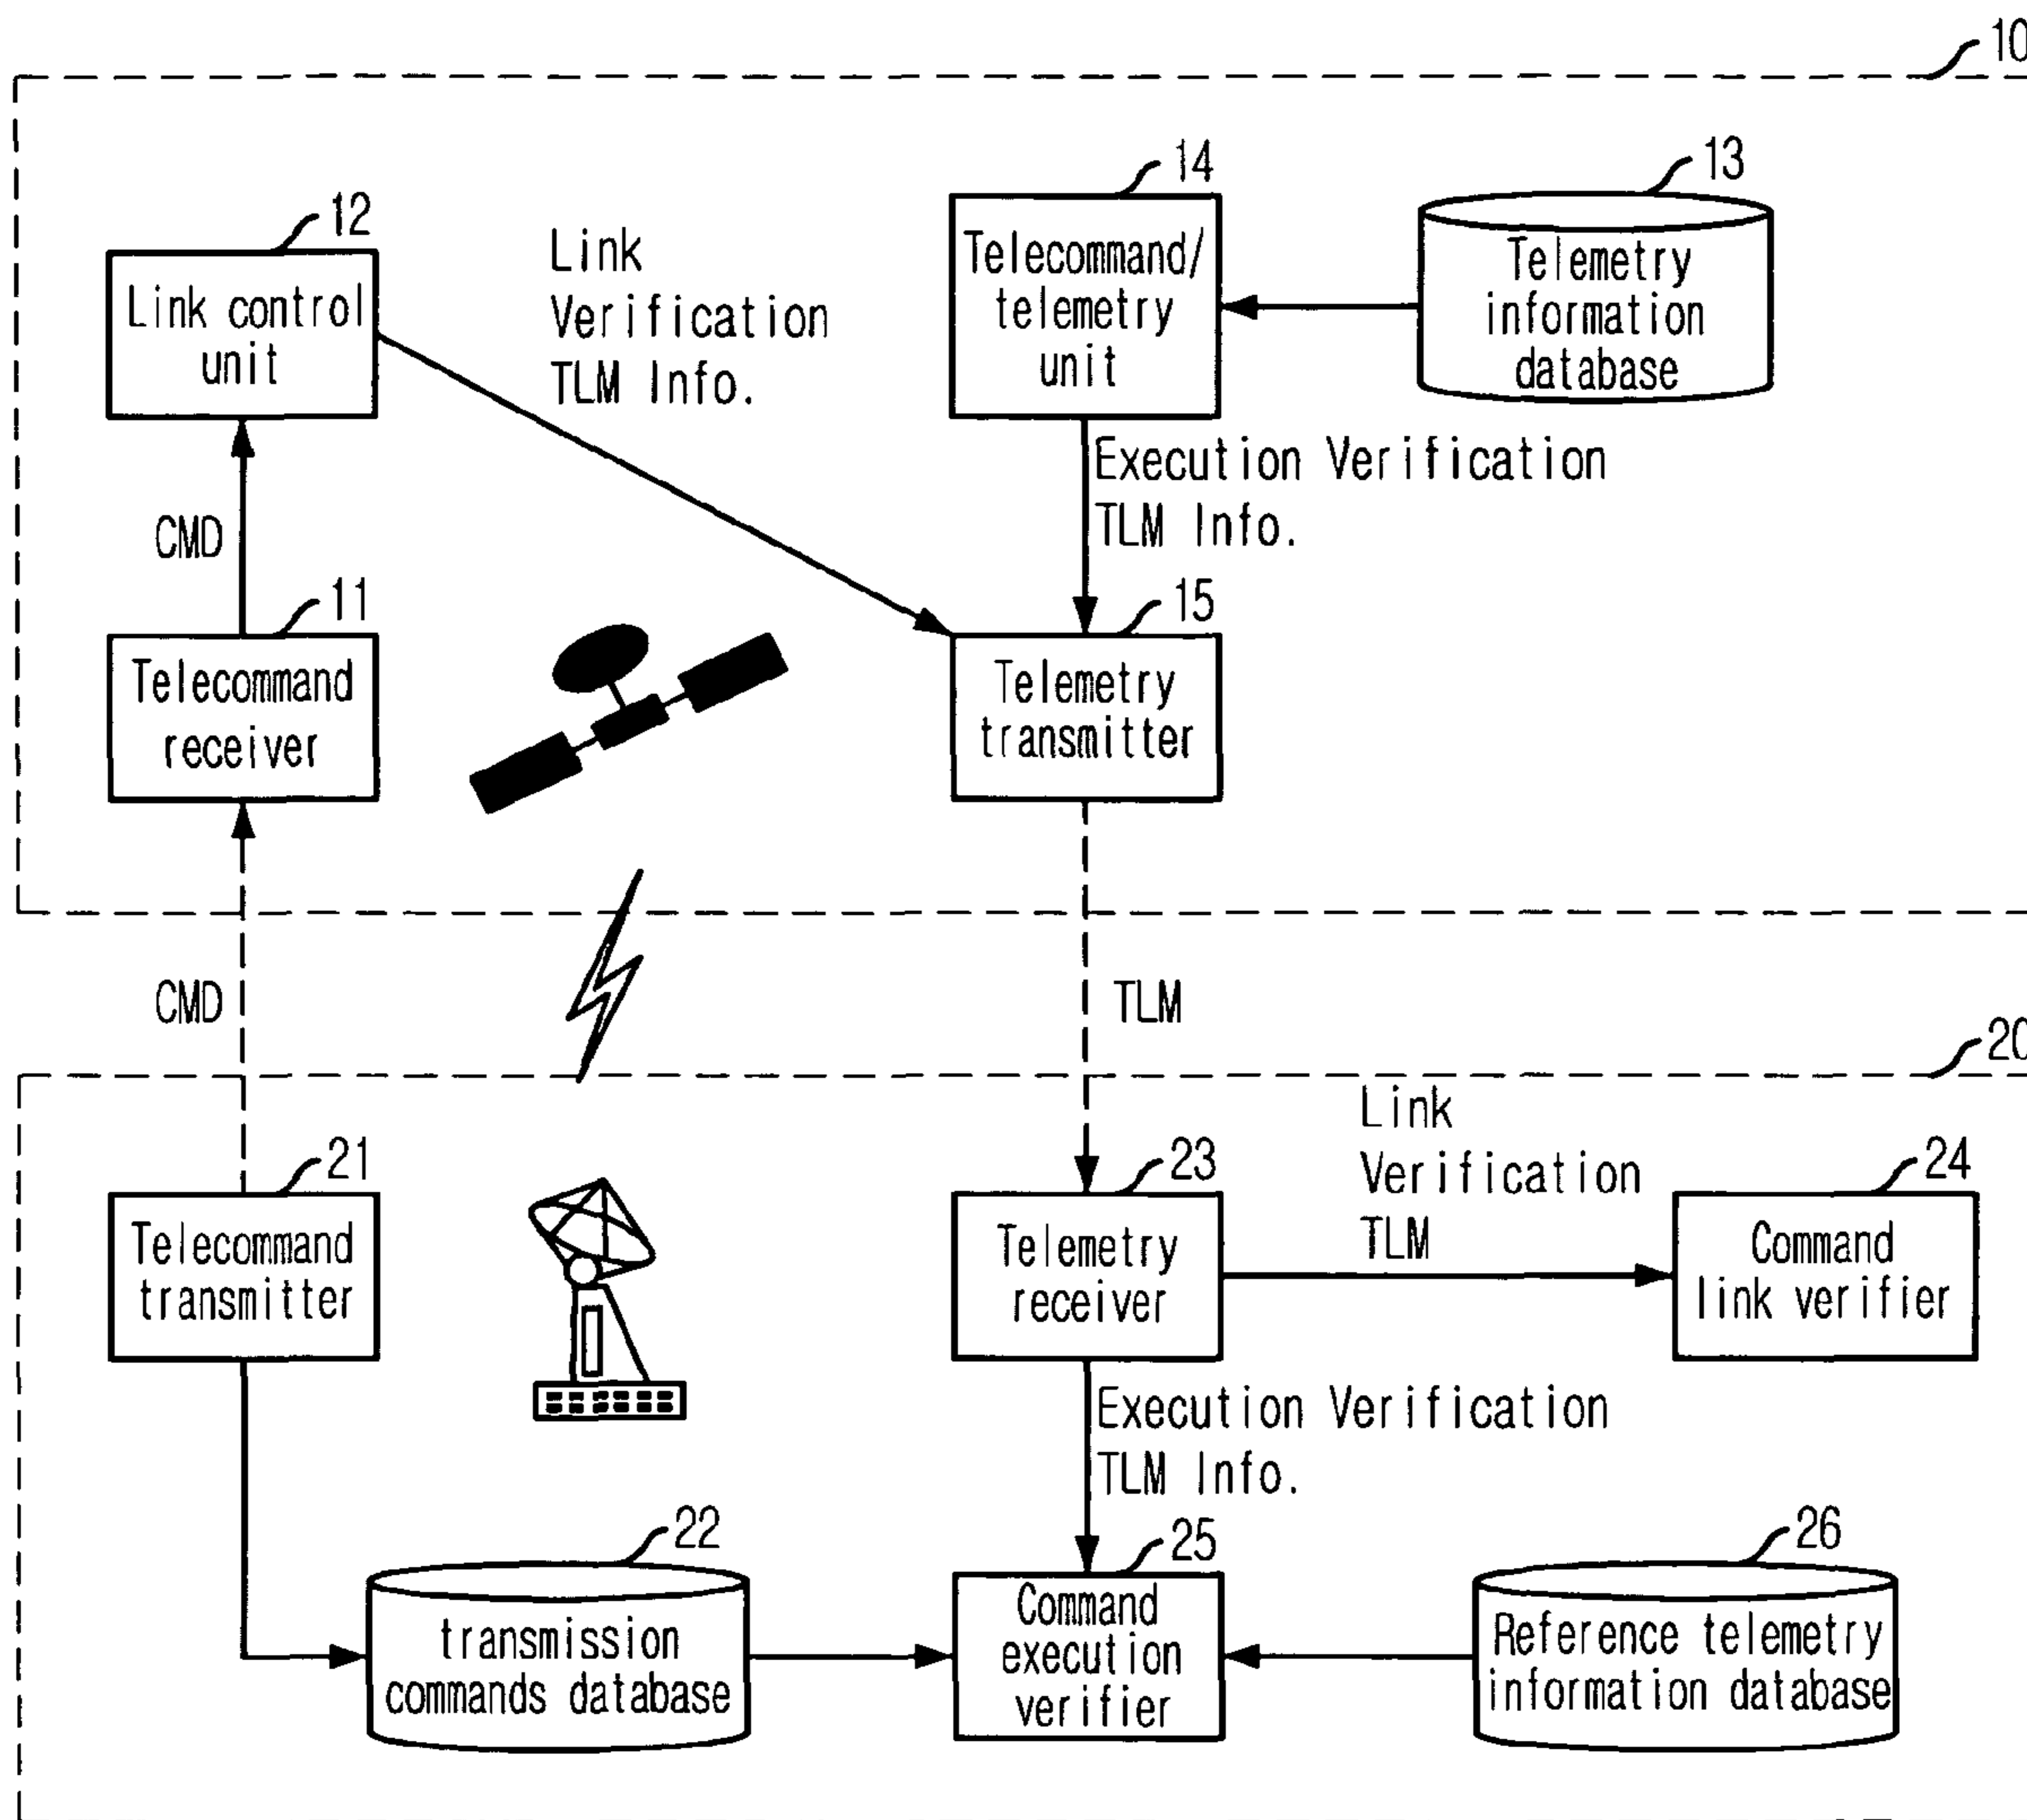 10
14
13
12
Link
Verification
TLM Info.
Telecommand/
telemetry
unit
Telemetry
information
database
Link control
unit
Execution Verification
TLM Info.
CMD
11
15
Telecommand
receiver
Telemetry
transmitter
CMD
TLM
20
Link
Verification
TLM
21
23
24
Telecommand
transmitter
Telemetry
receiver
Command
link verifier
Execution Verification
TLM Info.
22
25
26
transmission
commands database
Command
execution
verifier
Reference telemetry
information database